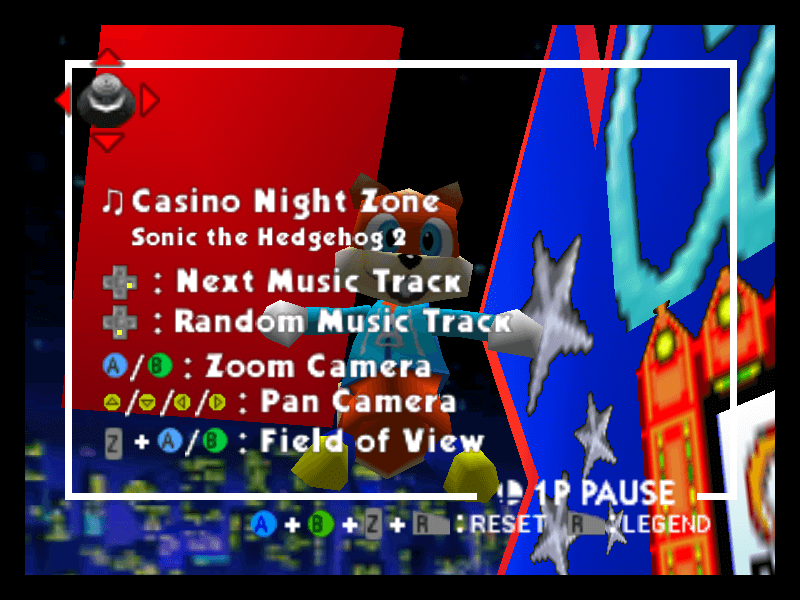 Casino Night Zone
Sonic the Hedgehog 2
: Next Music Track
: Random Music Track
A/B : Zoom Camera
/ / / : Pan Camera
Z + A/B : Field of View
1P PAUSE
A + B + Z + R : RESET R : LEGEND